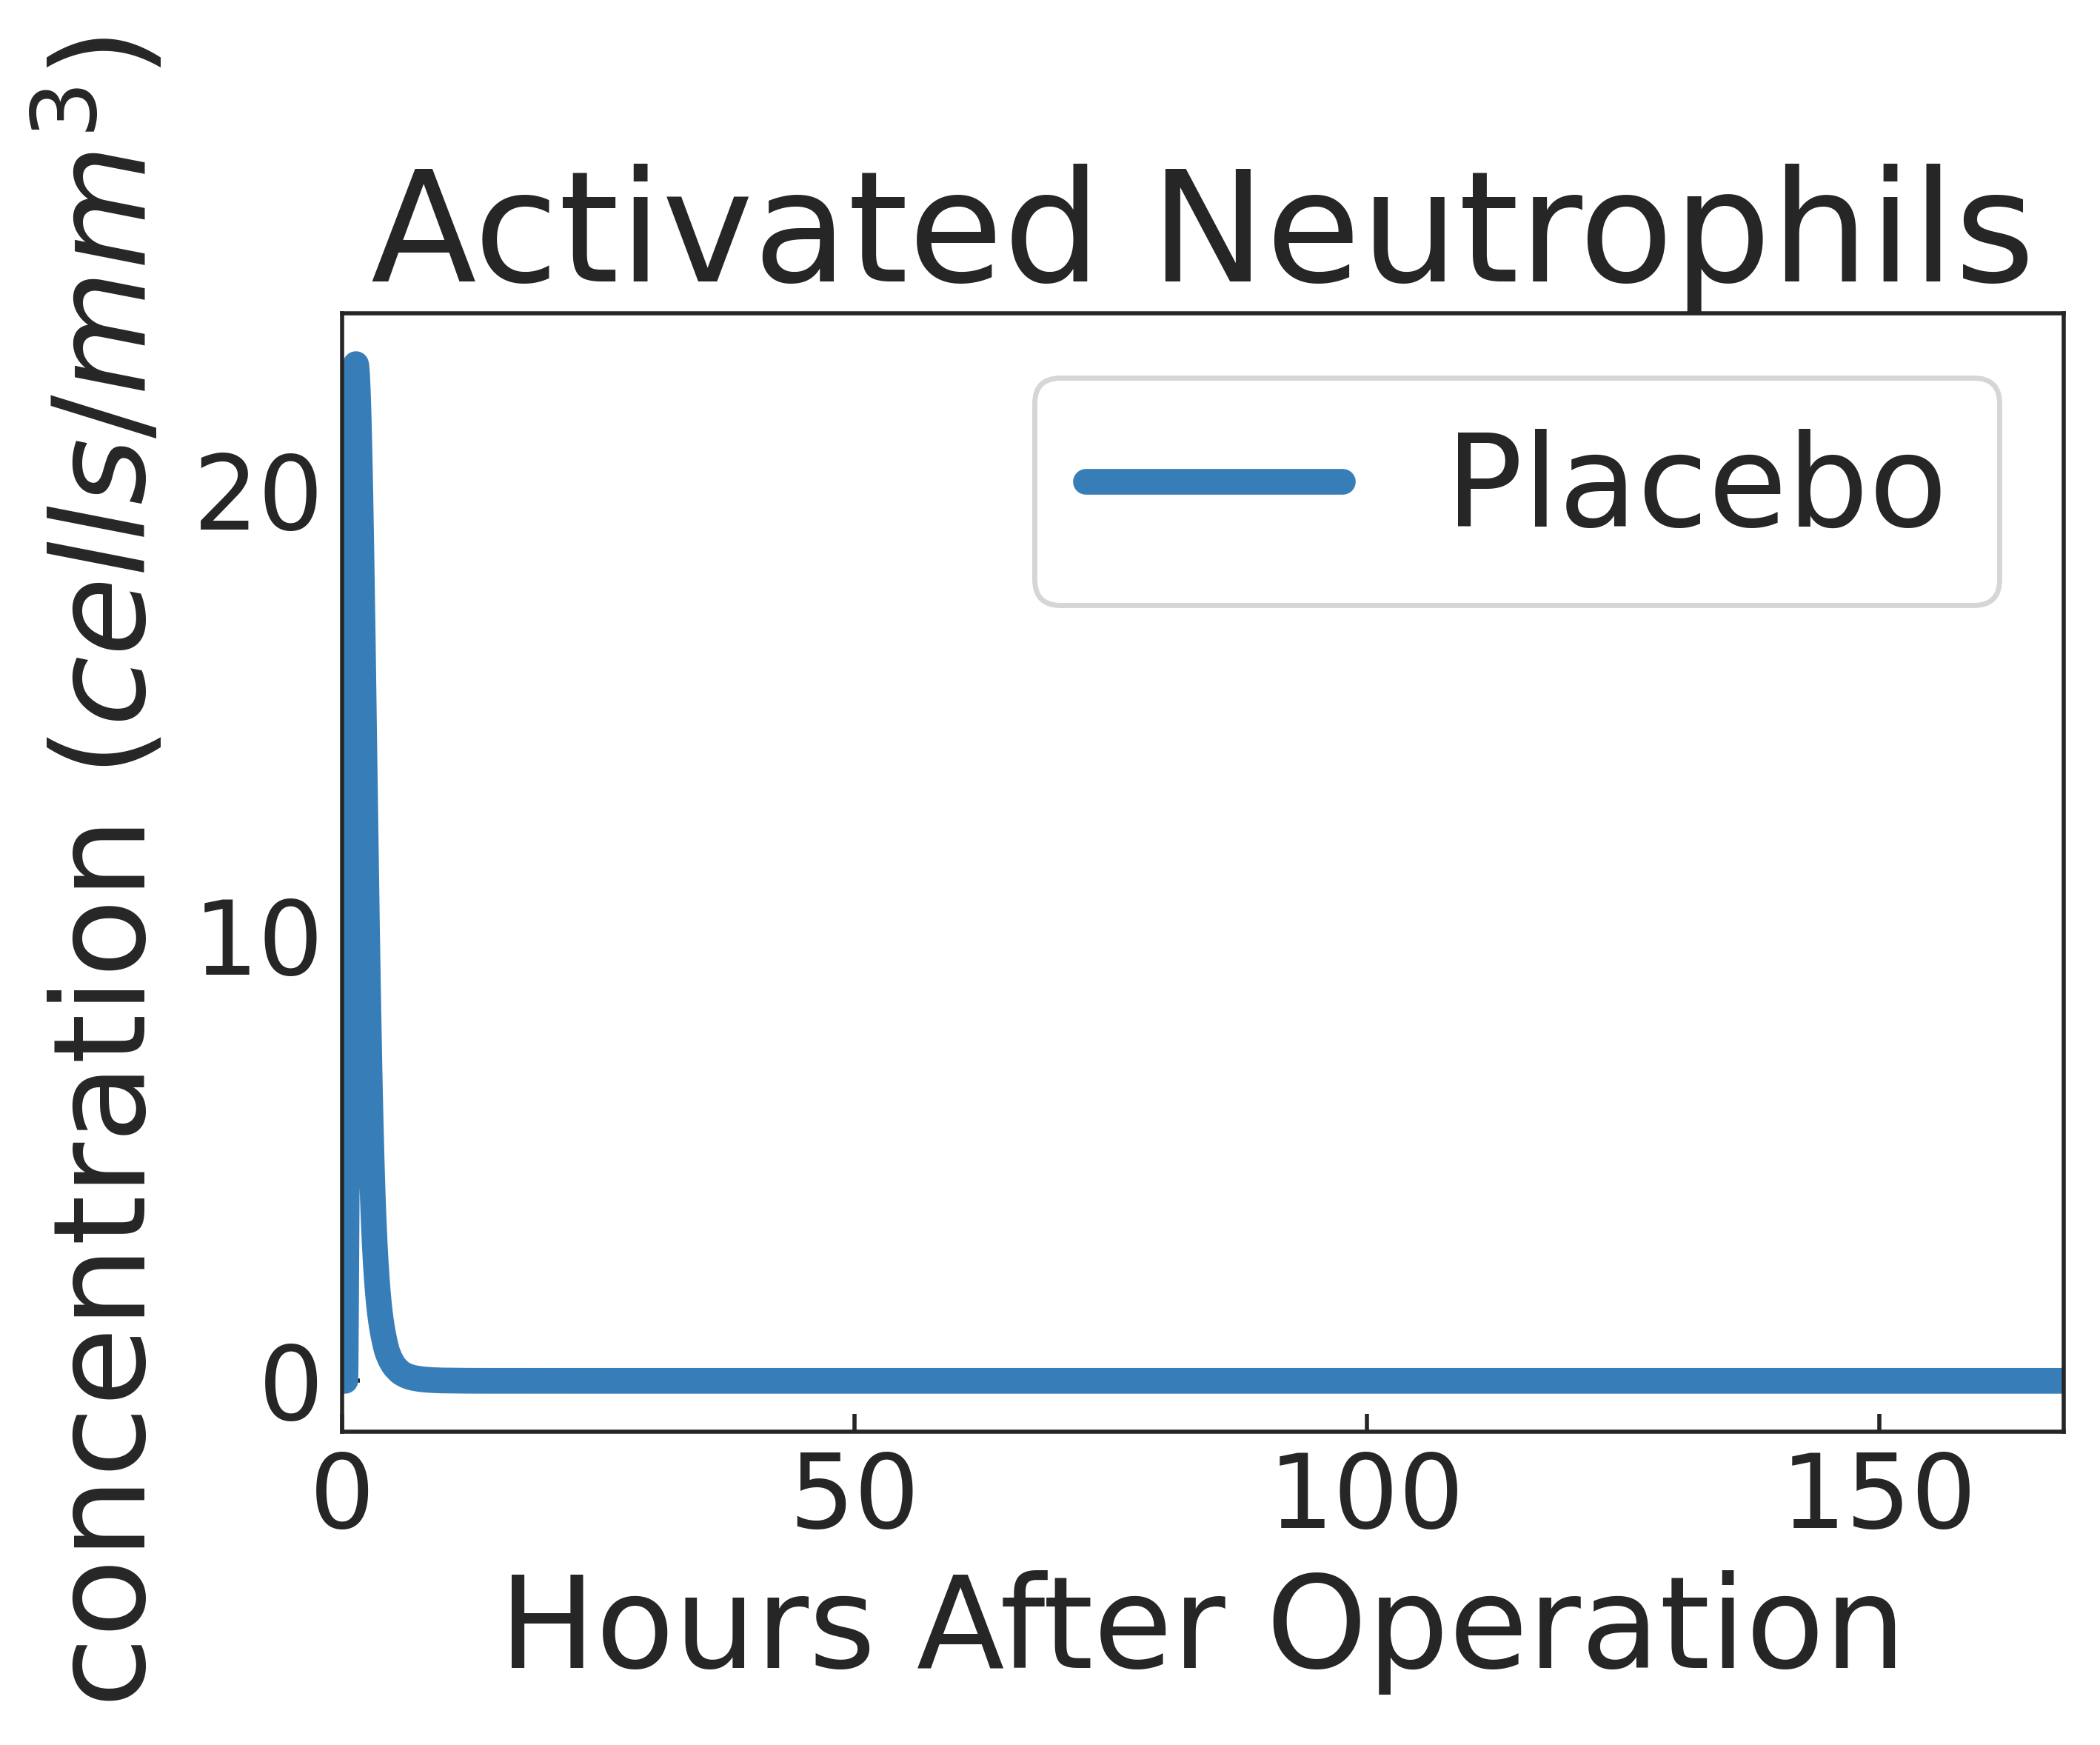 Activated Neutrophils
concentration (cells/mm³)
Placebo
20
10
0
0 50 100 150
Hours After Operation